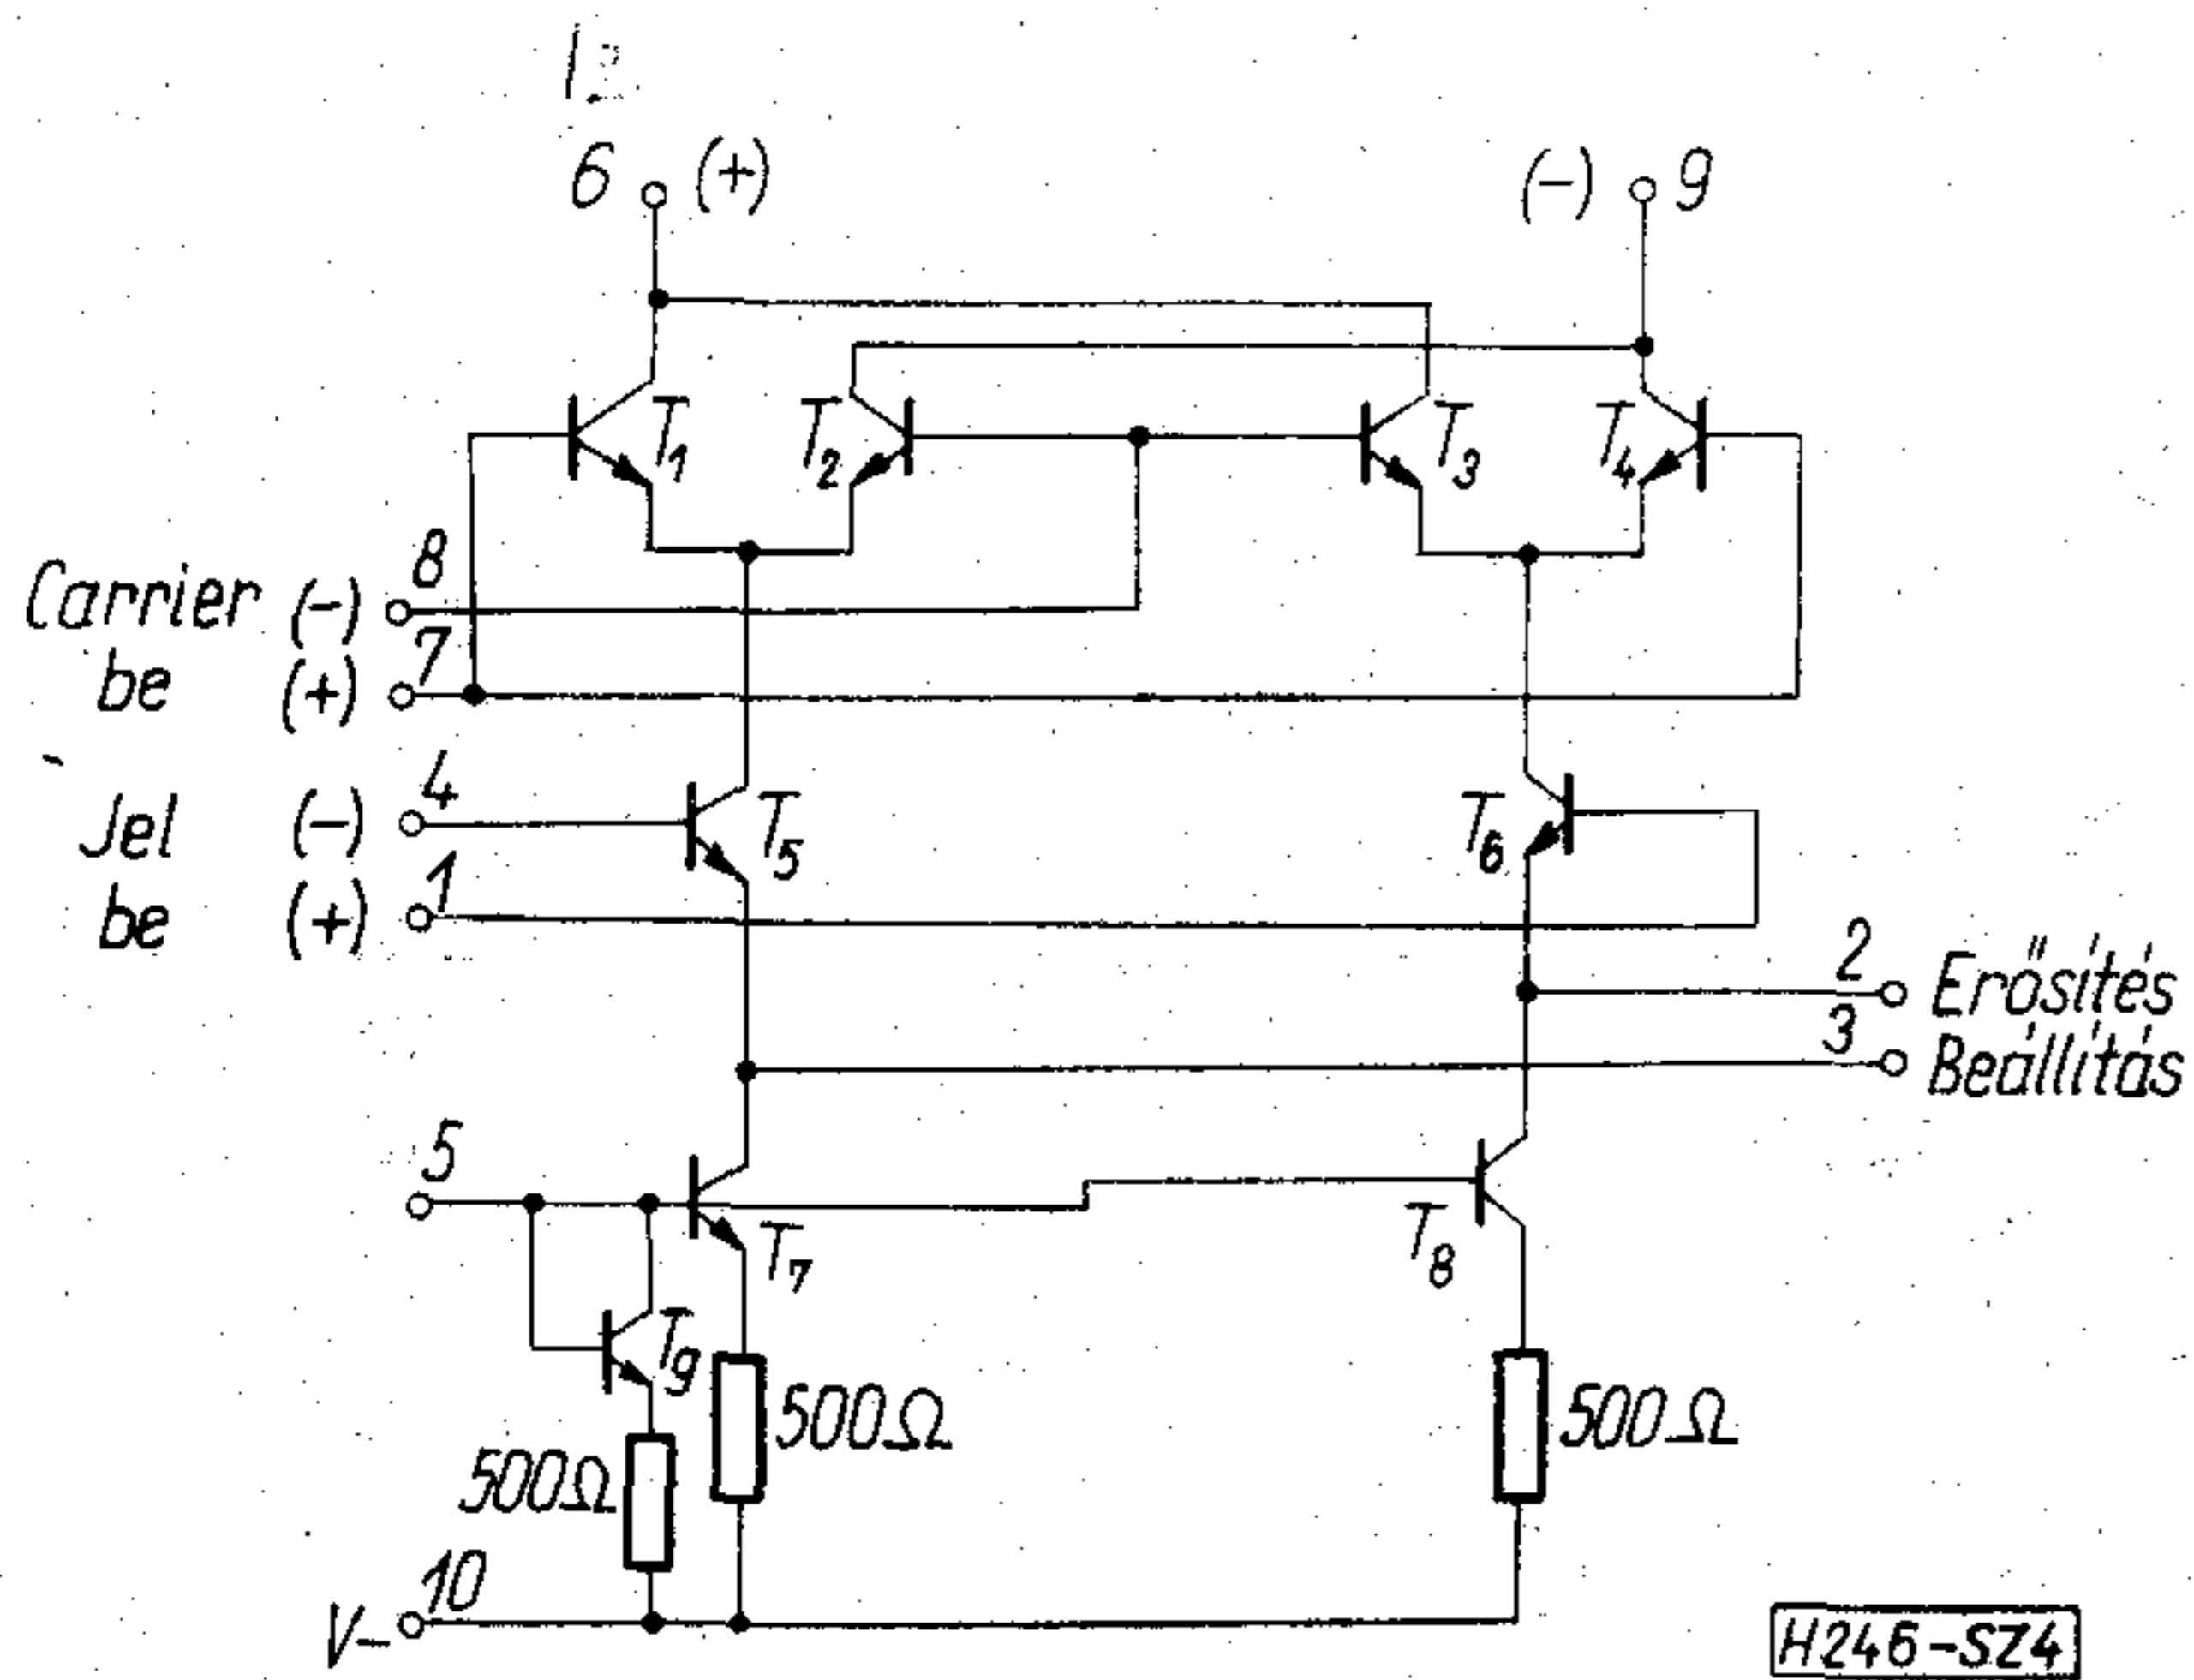 6 (+)
(-) 9
T1
T2
T3
T4
Carrier (-) 8
be (+) 7
Jel (-) 4
be (+) 1
T5
T6
2 Erősítés
3 Beállítás
5
T7
T8
T9
500Ω
500Ω
500Ω
V- 10
H246-SZ4